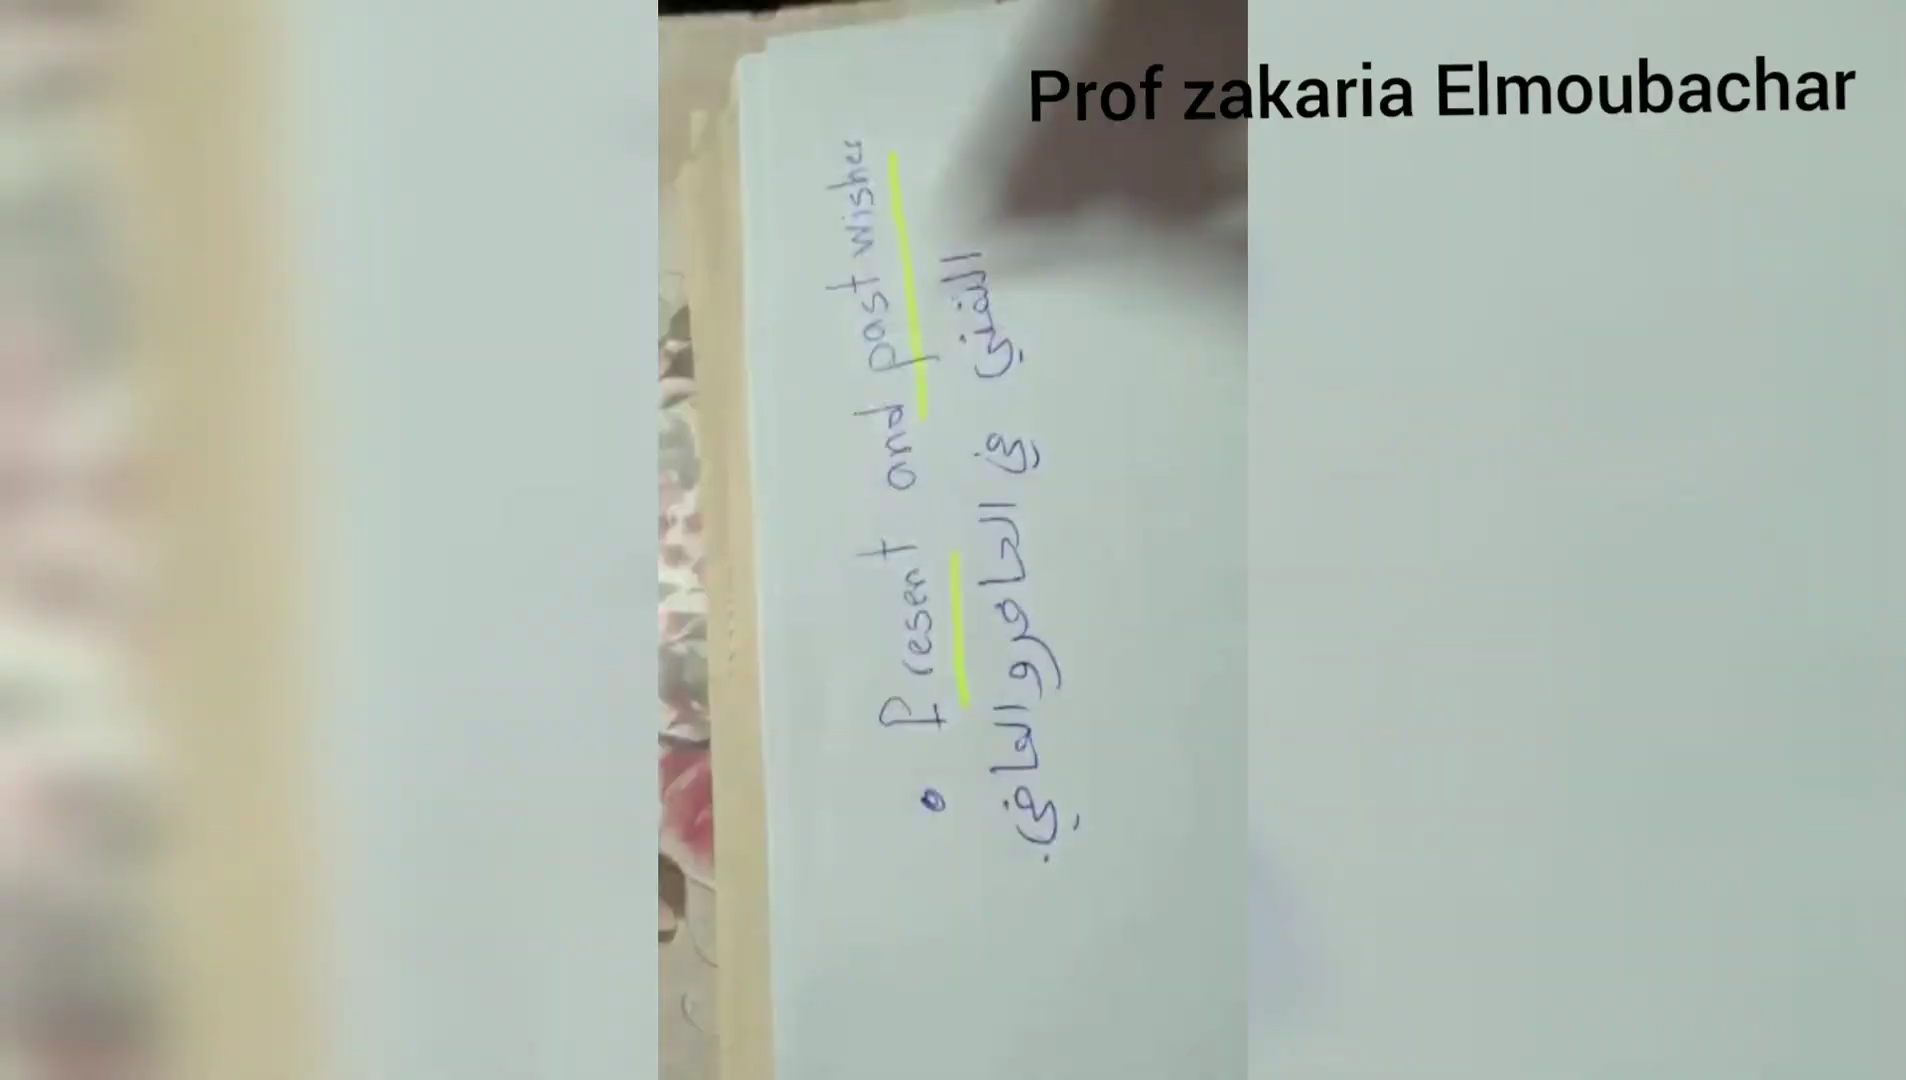 Prof zakaria Elmoubachar
• Present and past wishes
التمني في الحاضر والماضي.